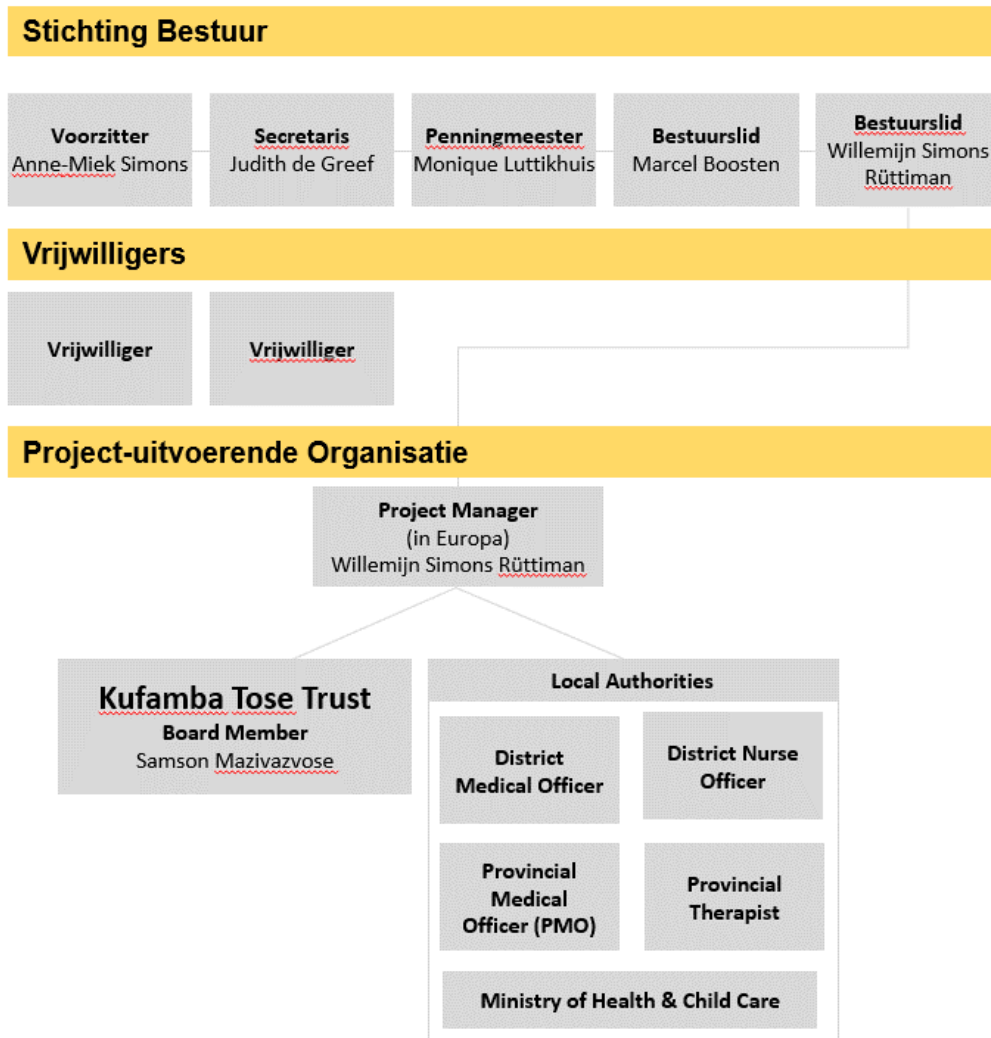 Stichting Bestuur
Voorzitter
Anne-Miek Simons
Secretaris
Judith de Greef
Penningmeester
Monique Luttikhuis
Bestuurslid
Marcel Boosten
Bestuurslid
Willemijn Simons
Rüttiman
Vrijwilligers
Vrijwilliger
Vrijwilliger
Project-uitvoerende Organisatie
Project Manager
(in Europa)
Willemijn Simons Rüttiman
Kufamba Tose Trust
Board Member
Samson Mazivazvose
Local Authorities
District
Medical Officer
District Nurse
Officer
Provincial
Medical
Officer (PMO)
Provincial
Therapist
Ministry of Health & Child Care